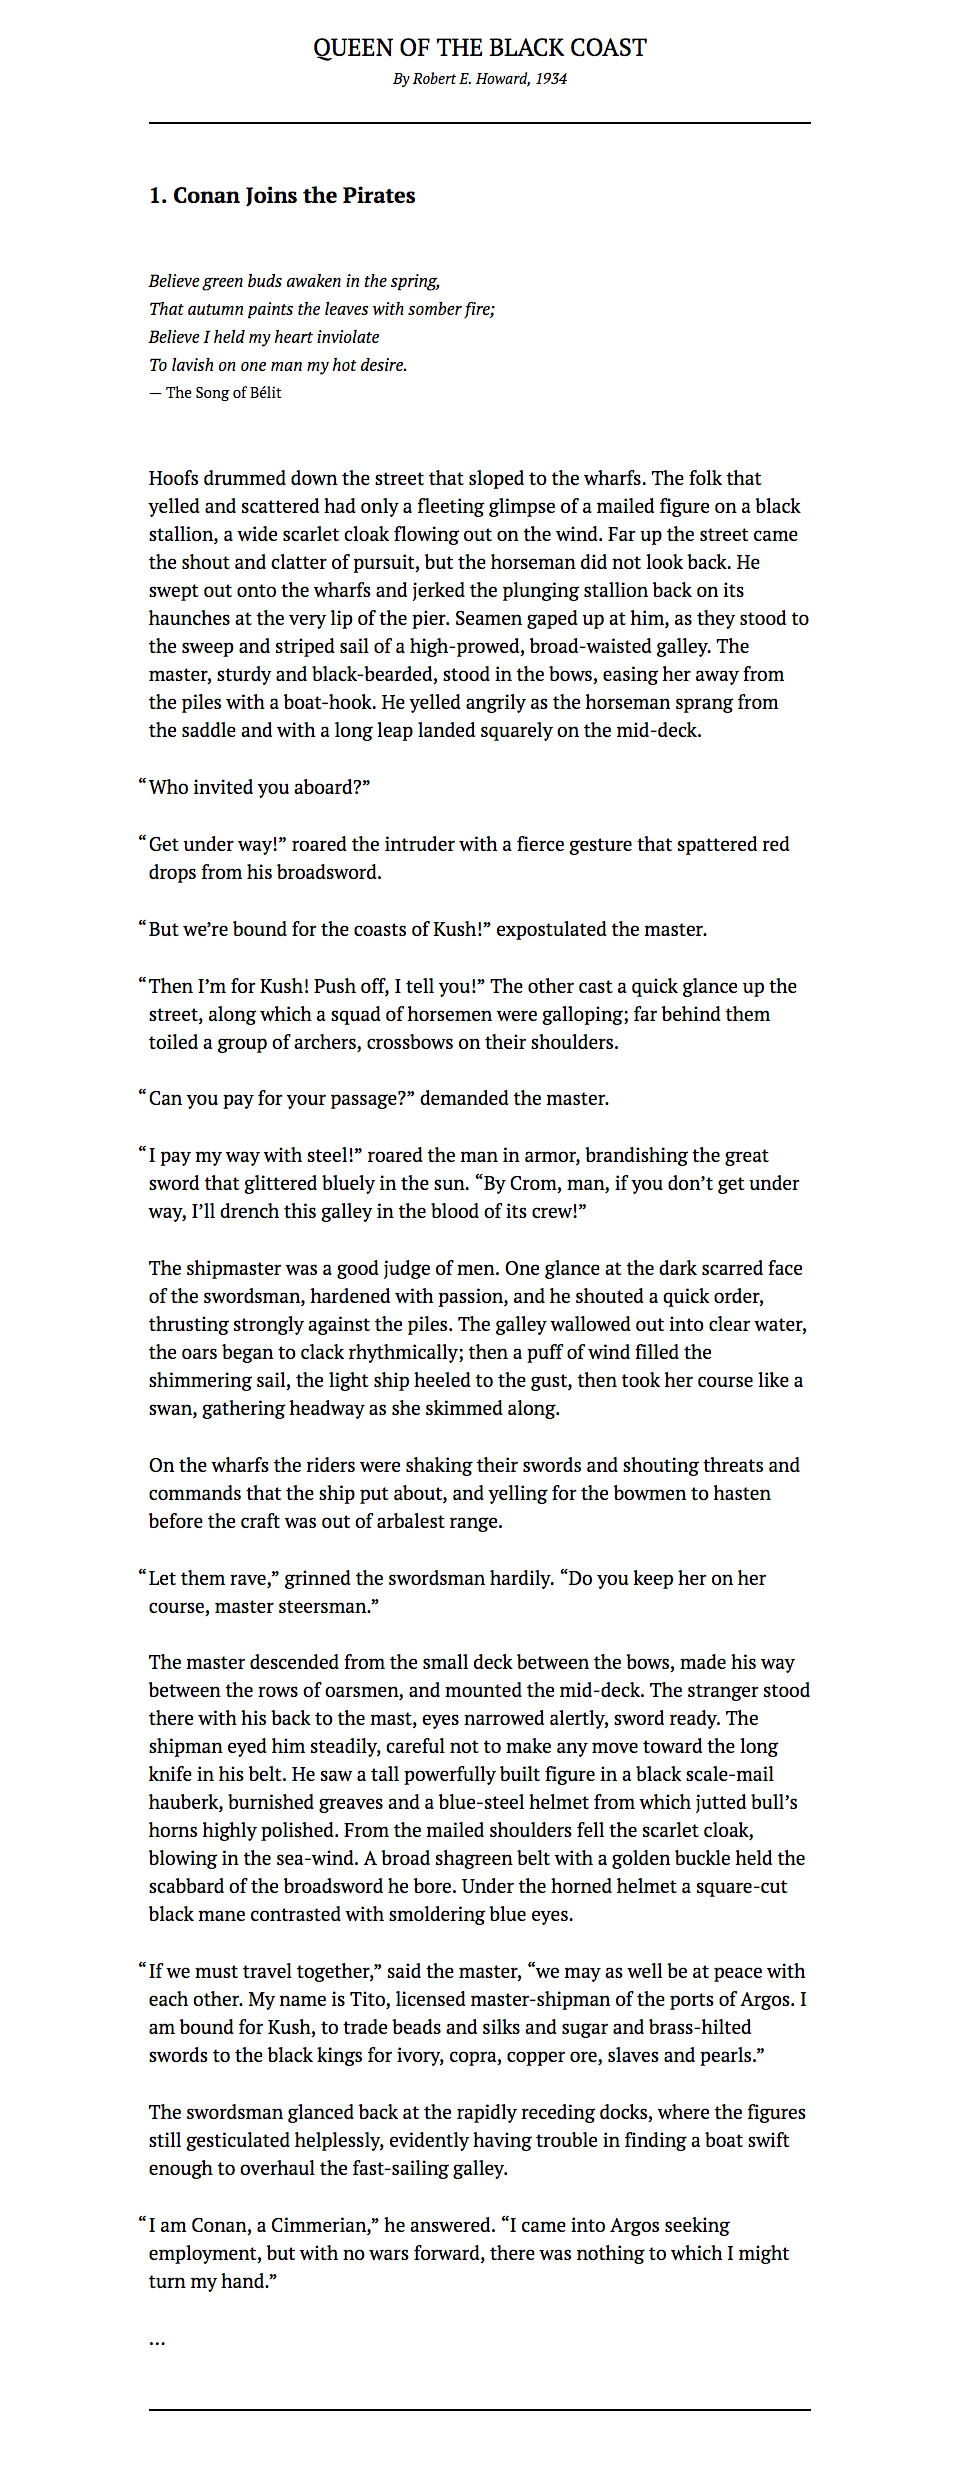 QUEEN OF THE BLACK COAST
By Robert E. Howard, 1934
1. Conan Joins the Pirates
Believe green buds awaken in the spring,
That autumn paints the leaves with somber fire;
Believe I held my heart inviolate
To lavish on one man my hot desire.
— The Song of Bélit
Hoofs drummed down the street that sloped to the wharfs. The folk that
yelled and scattered had only a fleeting glimpse of a mailed figure on a black
stallion, a wide scarlet cloak flowing out on the wind. Far up the street came
the shout and clatter of pursuit, but the horseman did not look back. He
swept out onto the wharfs and jerked the plunging stallion back on its
haunches at the very lip of the pier. Seamen gaped up at him, as they stood to
the sweep and striped sail of a high-prowed, broad-waisted galley. The
master, sturdy and black-bearded, stood in the bows, easing her away from
the piles with a boat-hook. He yelled angrily as the horseman sprang from
the saddle and with a long leap landed squarely on the mid-deck.
“Who invited you aboard?”
“Get under way!” roared the intruder with a fierce gesture that spattered red
drops from his broadsword.
“But we’re bound for the coasts of Kush!” expostulated the master.
“Then I’m for Kush! Push off, I tell you!” The other cast a quick glance up the
street, along which a squad of horsemen were galloping; far behind them
toiled a group of archers, crossbows on their shoulders.
“Can you pay for your passage?” demanded the master.
“I pay my way with steel!” roared the man in armor, brandishing the great
sword that glittered bluely in the sun. “By Crom, man, if you don’t get under
way, I’ll drench this galley in the blood of its crew!”
The shipmaster was a good judge of men. One glance at the dark scarred face
of the swordsman, hardened with passion, and he shouted a quick order,
thrusting strongly against the piles. The galley wallowed out into clear water,
the oars began to clack rhythmically; then a puff of wind filled the
shimmering sail, the light ship heeled to the gust, then took her course like a
swan, gathering headway as she skimmed along.
On the wharfs the riders were shaking their swords and shouting threats and
commands that the ship put about, and yelling for the bowmen to hasten
before the craft was out of arbalest range.
“Let them rave,” grinned the swordsman hardily. “Do you keep her on her
course, master steersman.”
The master descended from the small deck between the bows, made his way
between the rows of oarsmen, and mounted the mid-deck. The stranger stood
there with his back to the mast, eyes narrowed alertly, sword ready. The
shipman eyed him steadily, careful not to make any move toward the long
knife in his belt. He saw a tall powerfully built figure in a black scale-mail
hauberk, burnished greaves and a blue-steel helmet from which jutted bull’s
horns highly polished. From the mailed shoulders fell the scarlet cloak,
blowing in the sea-wind. A broad shagreen belt with a golden buckle held the
scabbard of the broadsword he bore. Under the horned helmet a square-cut
black mane contrasted with smoldering blue eyes.
“If we must travel together,” said the master, “we may as well be at peace with
each other. My name is Tito, licensed master-shipman of the ports of Argos. I
am bound for Kush, to trade beads and silks and sugar and brass-hilted
swords to the black kings for ivory, copra, copper ore, slaves and pearls.”
The swordsman glanced back at the rapidly receding docks, where the figures
still gesticulated helplessly, evidently having trouble in finding a boat swift
enough to overhaul the fast-sailing galley.
“I am Conan, a Cimmerian,” he answered. “I came into Argos seeking
employment, but with no wars forward, there was nothing to which I might
turn my hand.”
…